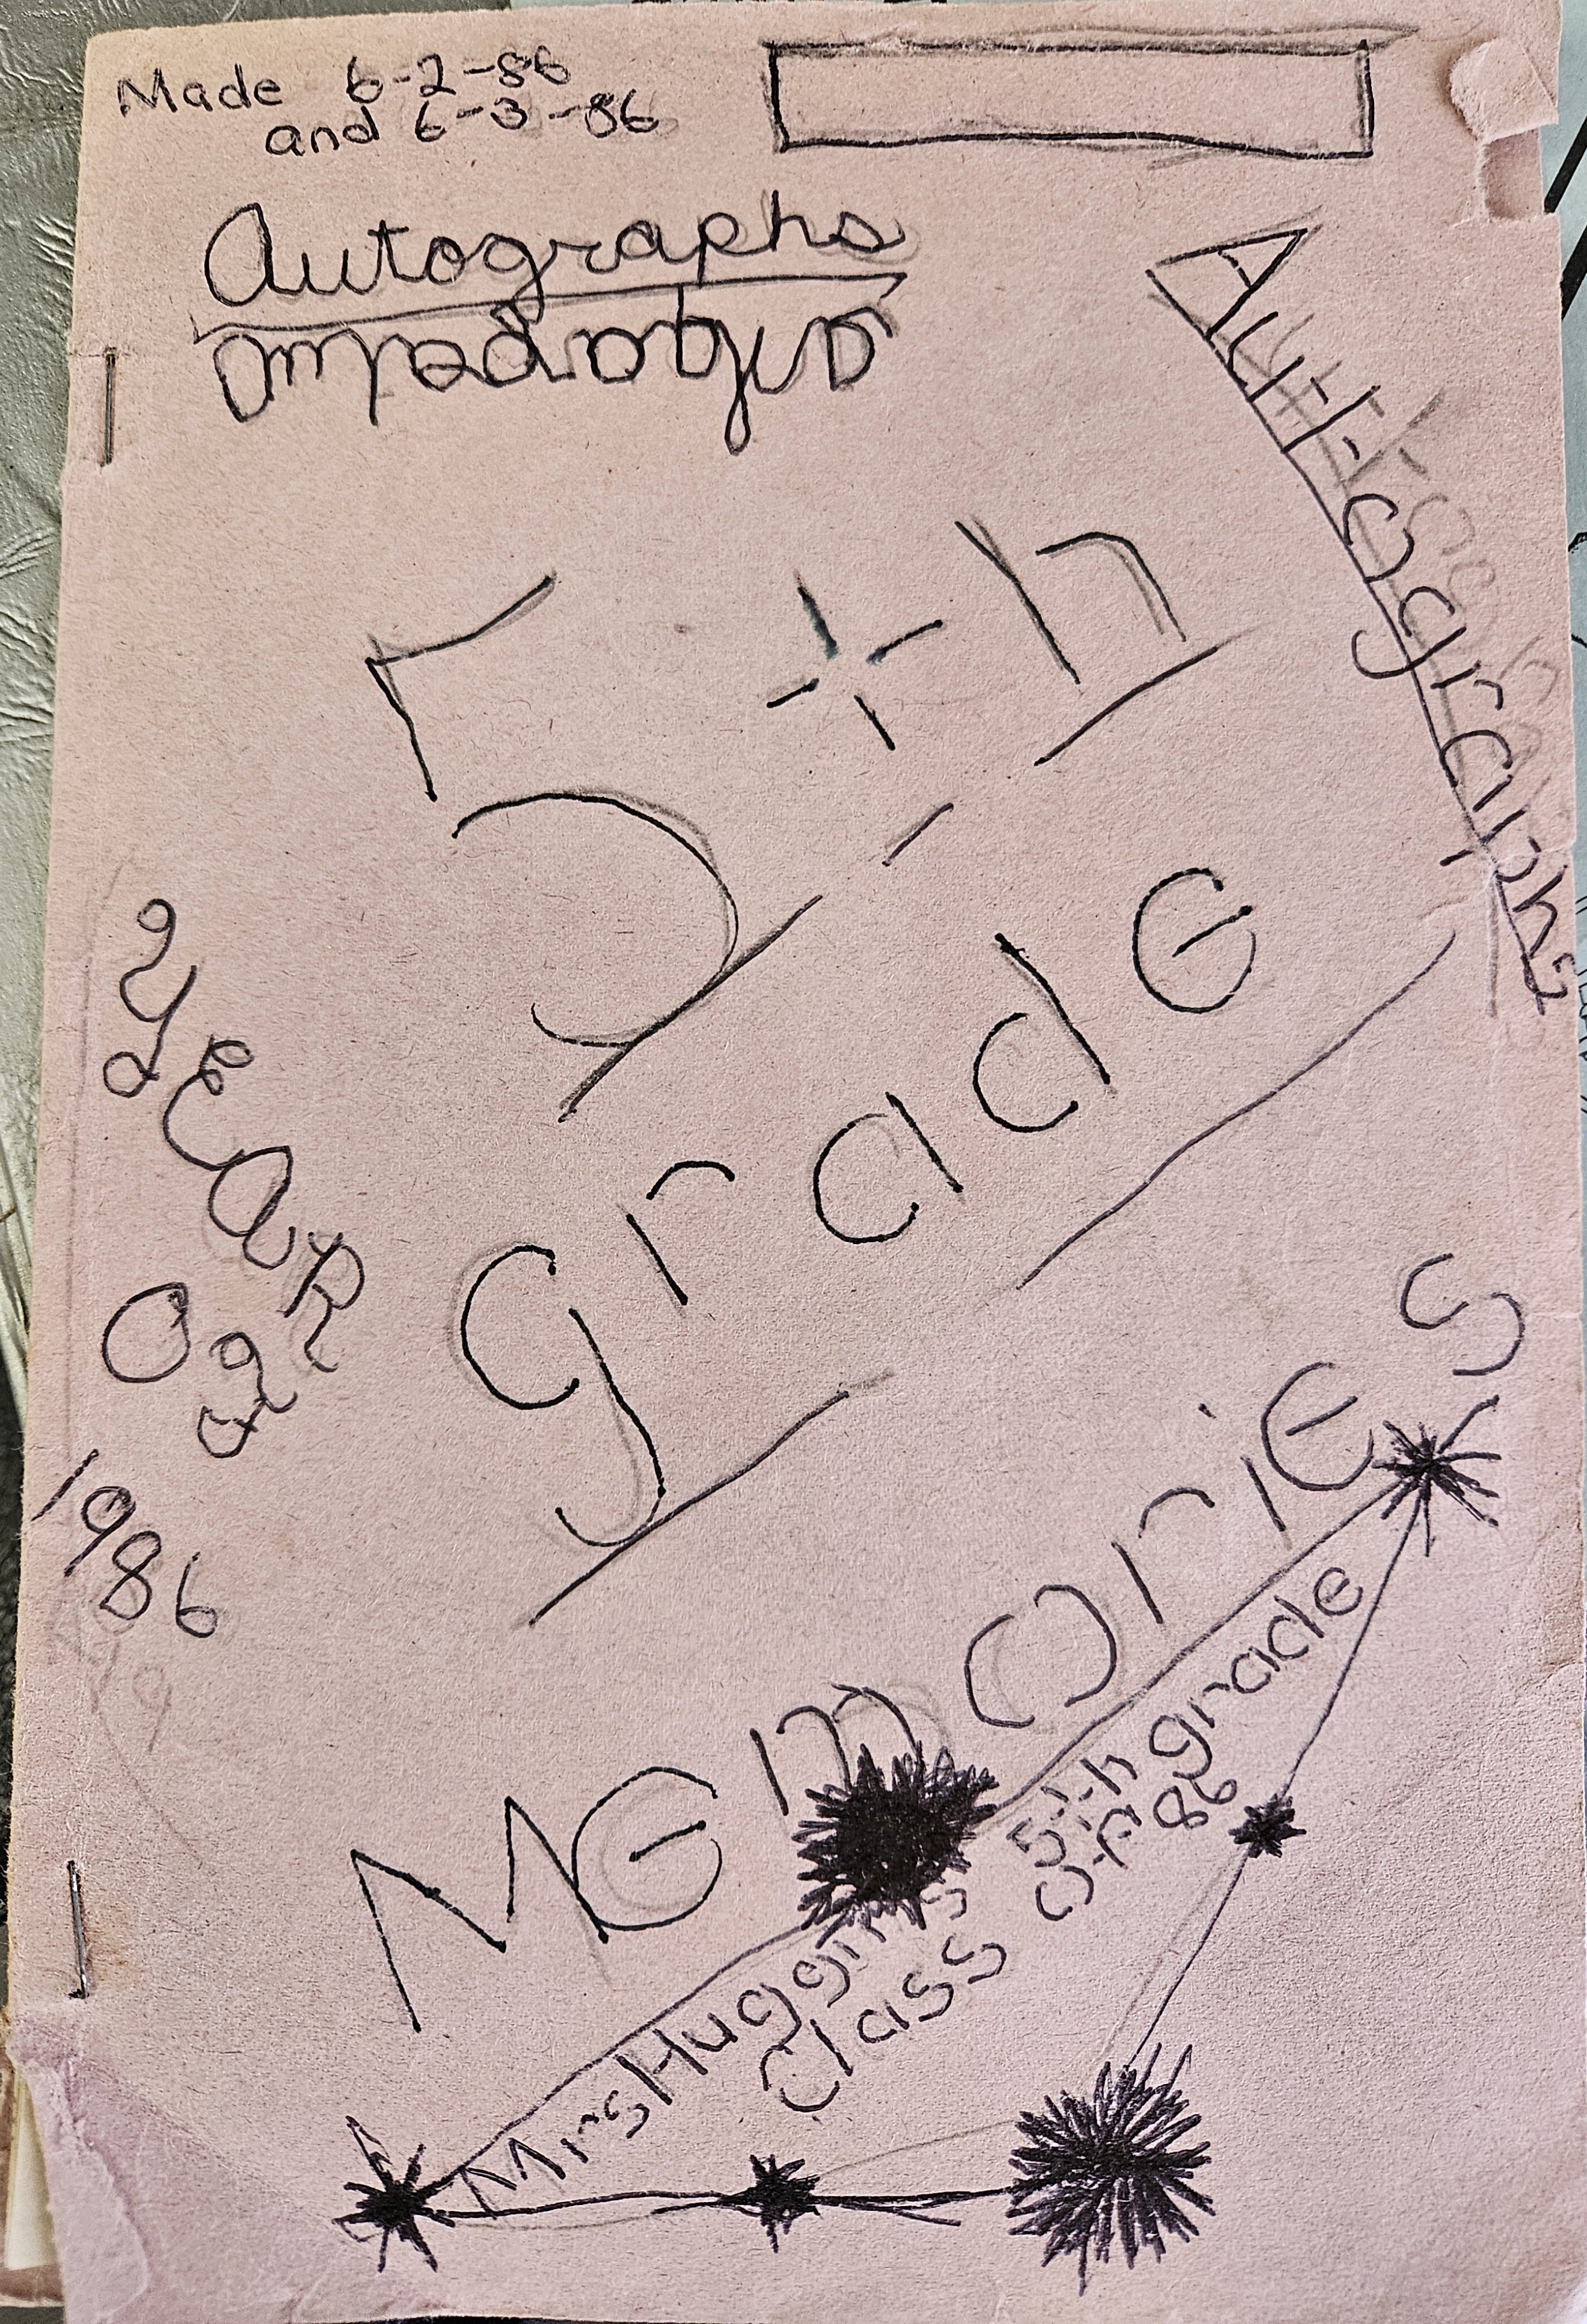 Made 6-2-86
and 6-3-86
Autographs
Autographs
5th
grade
year
of
1986
Memories
Mrs Huggins 5th grade
Class of 86